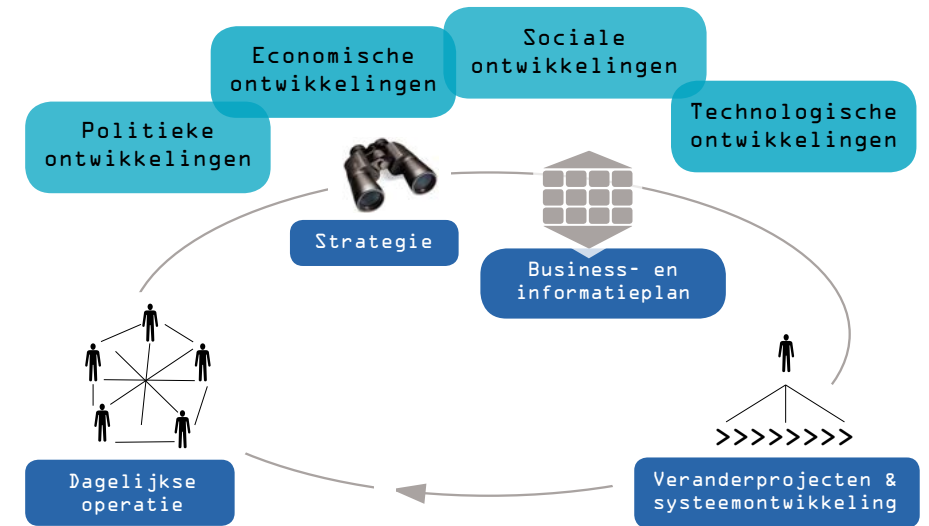 Politieke
ontwikkelingen
Economische
ontwikkelingen
Sociale
ontwikkelingen
Technologische
ontwikkelingen
Strategie
Business- en
informatieplan
Dagelijkse
operatie
Veranderprojecten &
systeemontwikkeling